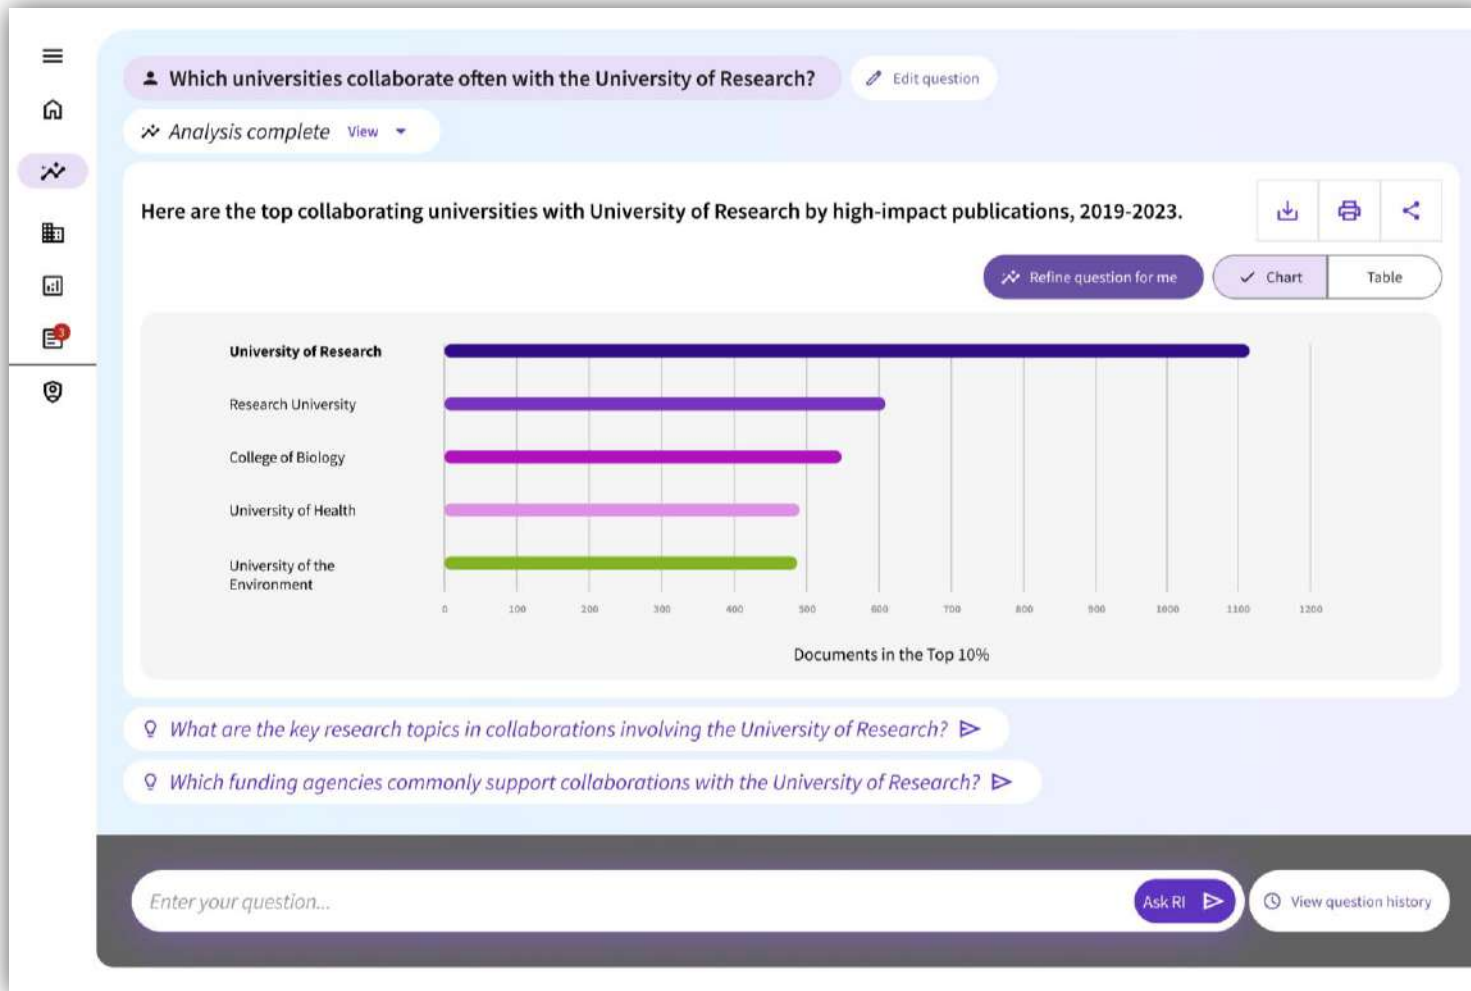 Which universities collaborate often with the University of Research?
Edit question
Analysis complete View
Here are the top collaborating universities with University of Research by high-impact publications, 2019-2023.
Refine question for me
Chart
Table
3
University of Research
Research University
College of Biology
University of Health
University of the
Environment
0 100 200 300 400 500 600 700 800 900 1000 1100 1200
Documents in the Top 10%
What are the key research topics in collaborations involving the University of Research?
Which funding agencies commonly support collaborations with the University of Research?
Enter your question...
Ask RI
View question history